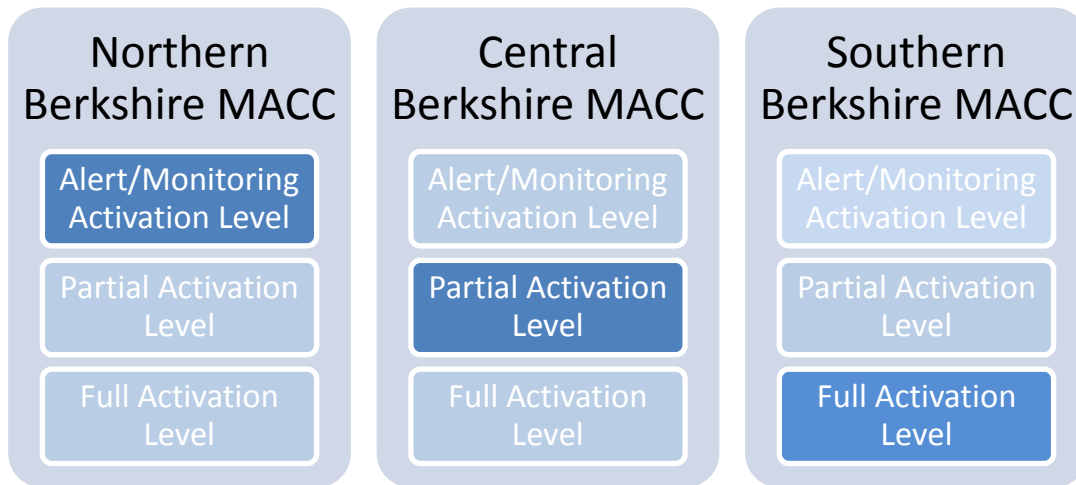 Northern
Berkshire MACC
Alert/Monitoring
Activation Level
Partial Activation
Level
Full Activation
Level
Central
Berkshire MACC
Alert/Monitoring
Activation Level
Partial Activation
Level
Full Activation
Level
Southern
Berkshire MACC
Alert/Monitoring
Activation Level
Partial Activation
Level
Full Activation
Level